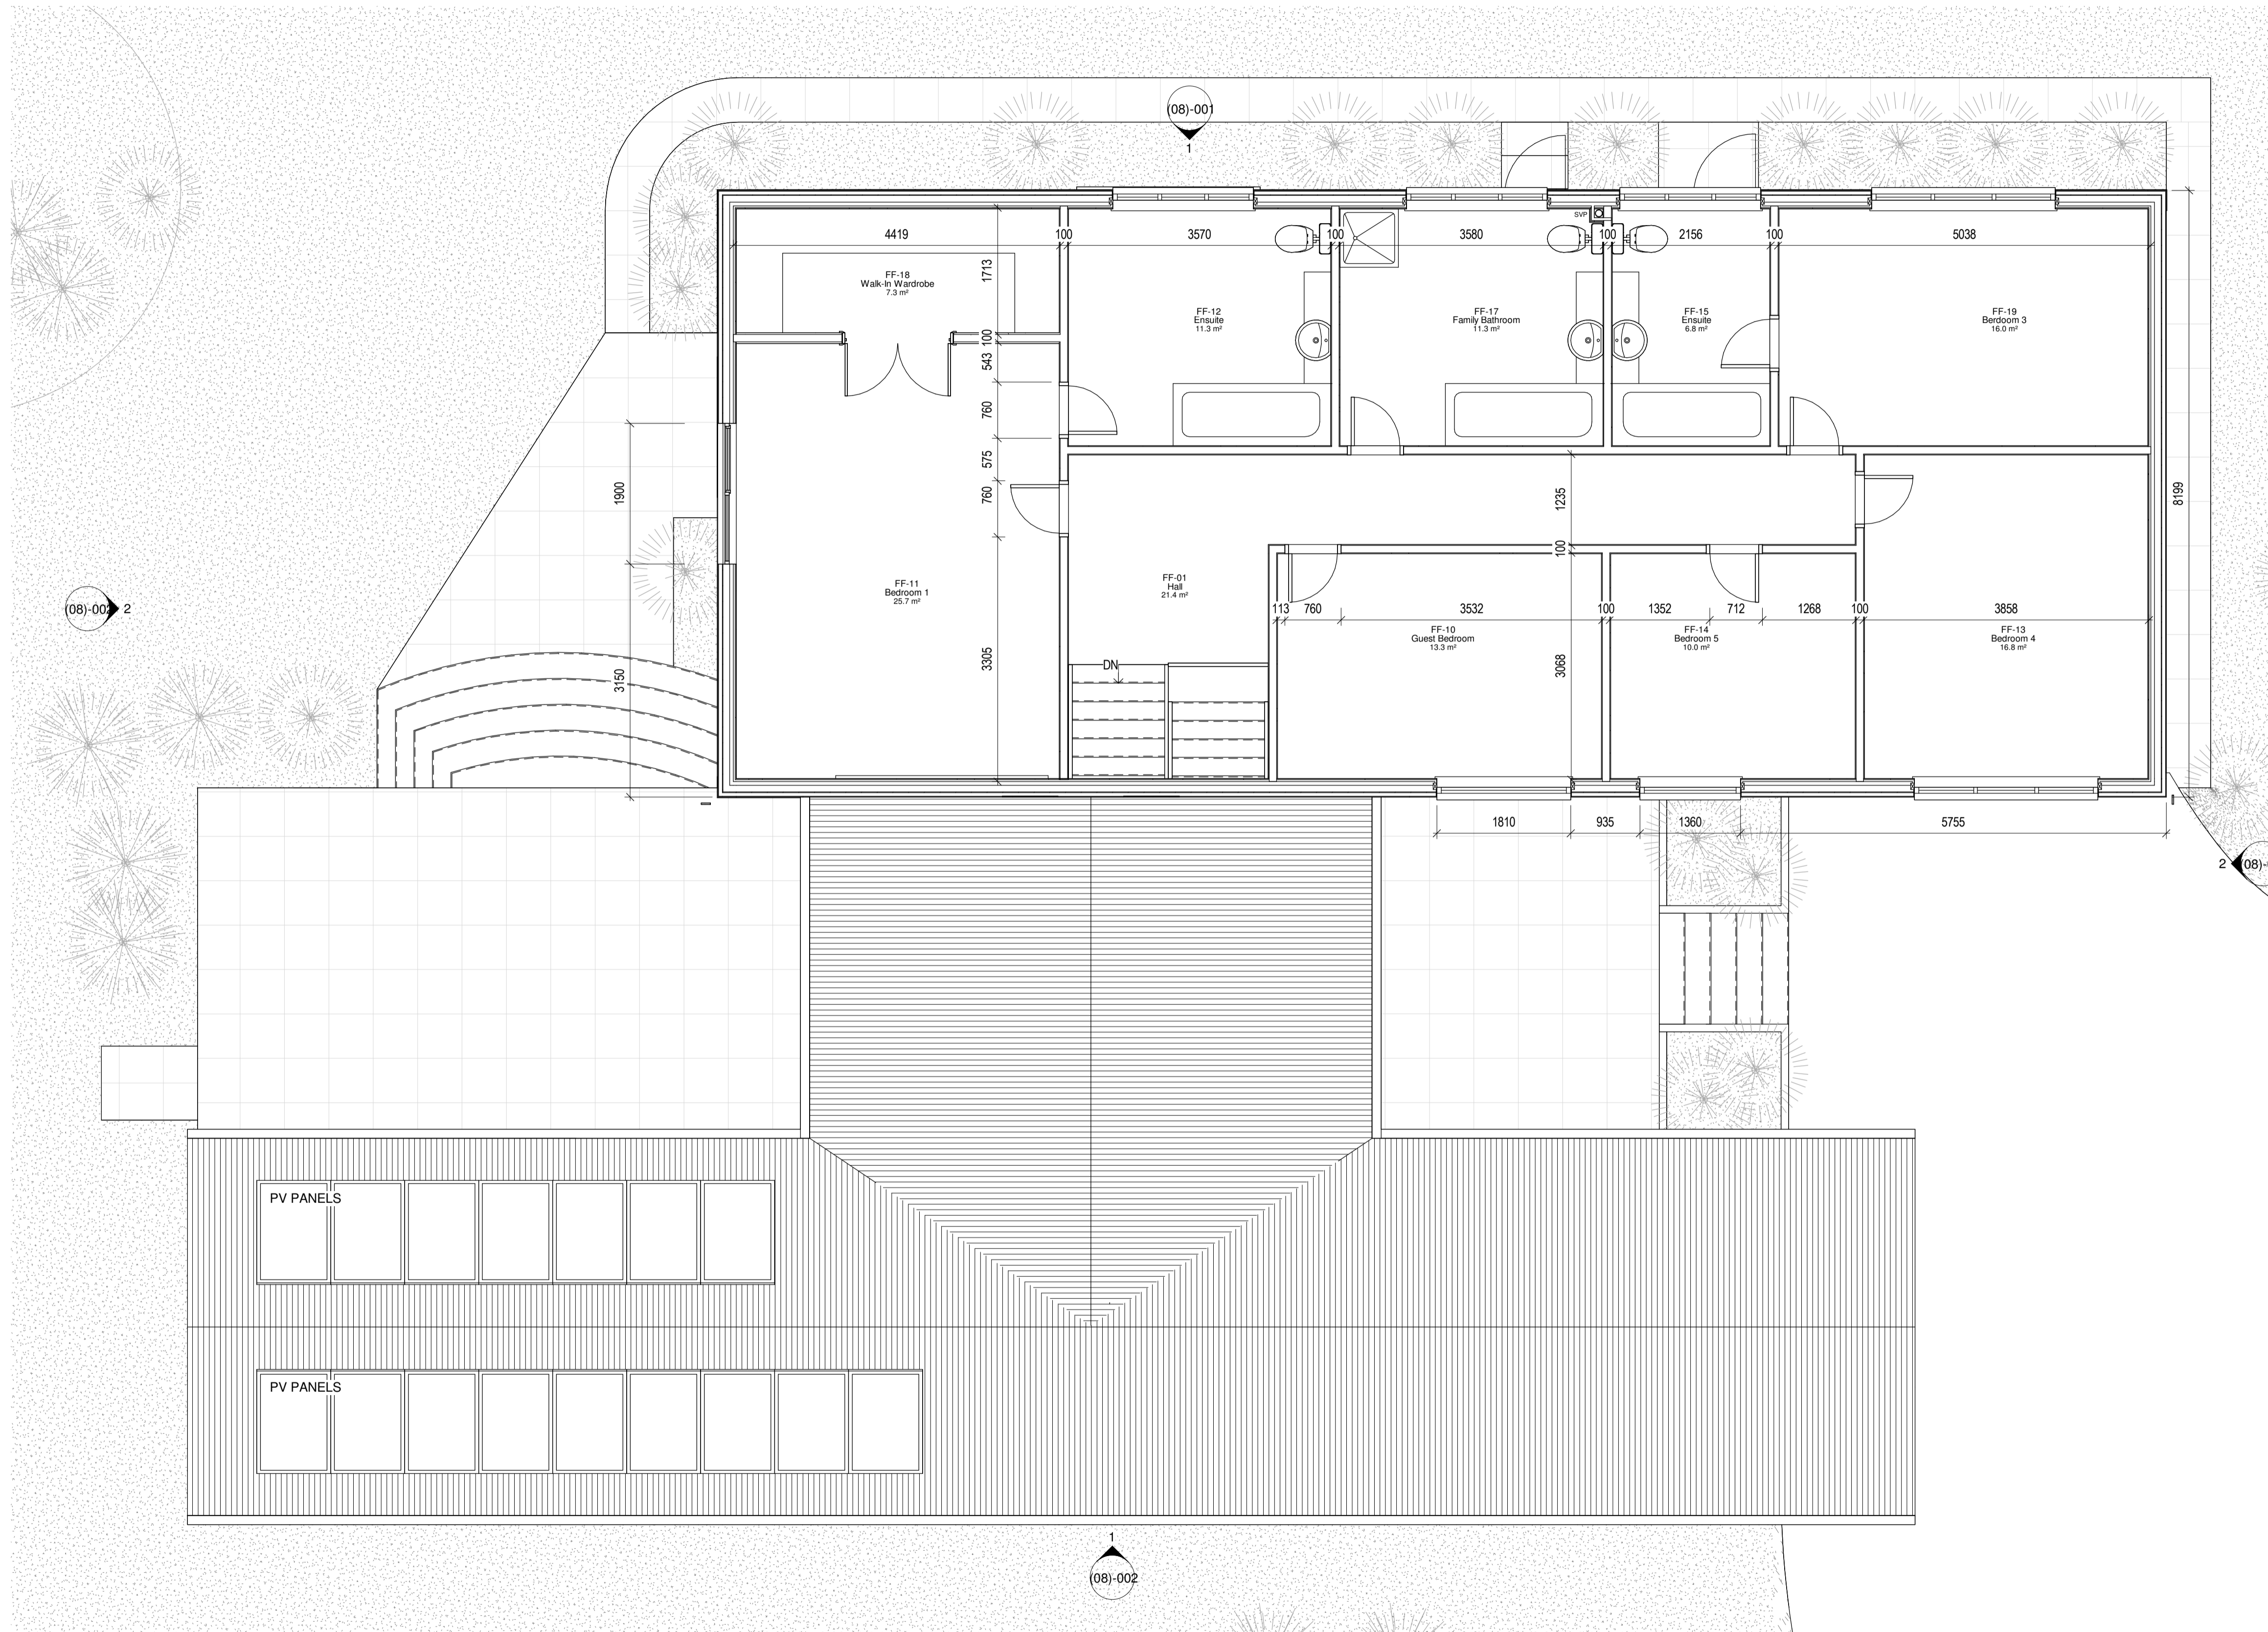 (08)-001
1
SVP
4419
100
3570
100
3580
100
2156
100
5038
1713
FF-18
Walk-In Wardrobe
7.3 m²
FF-12
Ensuite
11.3 m²
FF-17
Family Bathroom
11.3 m²
FF-15
Ensuite
6.8 m²
FF-19
Berdoom 3
16.0 m²
100
543
760
575
760
3305
1900
3150
1235
100
3068
8199
FF-11
Bedroom 1
25.7 m²
FF-01
Hall
21.4 m²
(08)-002
2
113
760
3532
100
1352
712
1268
100
3858
FF-10
Guest Bedroom
13.3 m²
FF-14
Bedroom 5
10.0 m²
FF-13
Bedroom 4
16.8 m²
DN
1810
935
1360
5755
2
(08)-
PV PANELS
PV PANELS
1
(08)-002